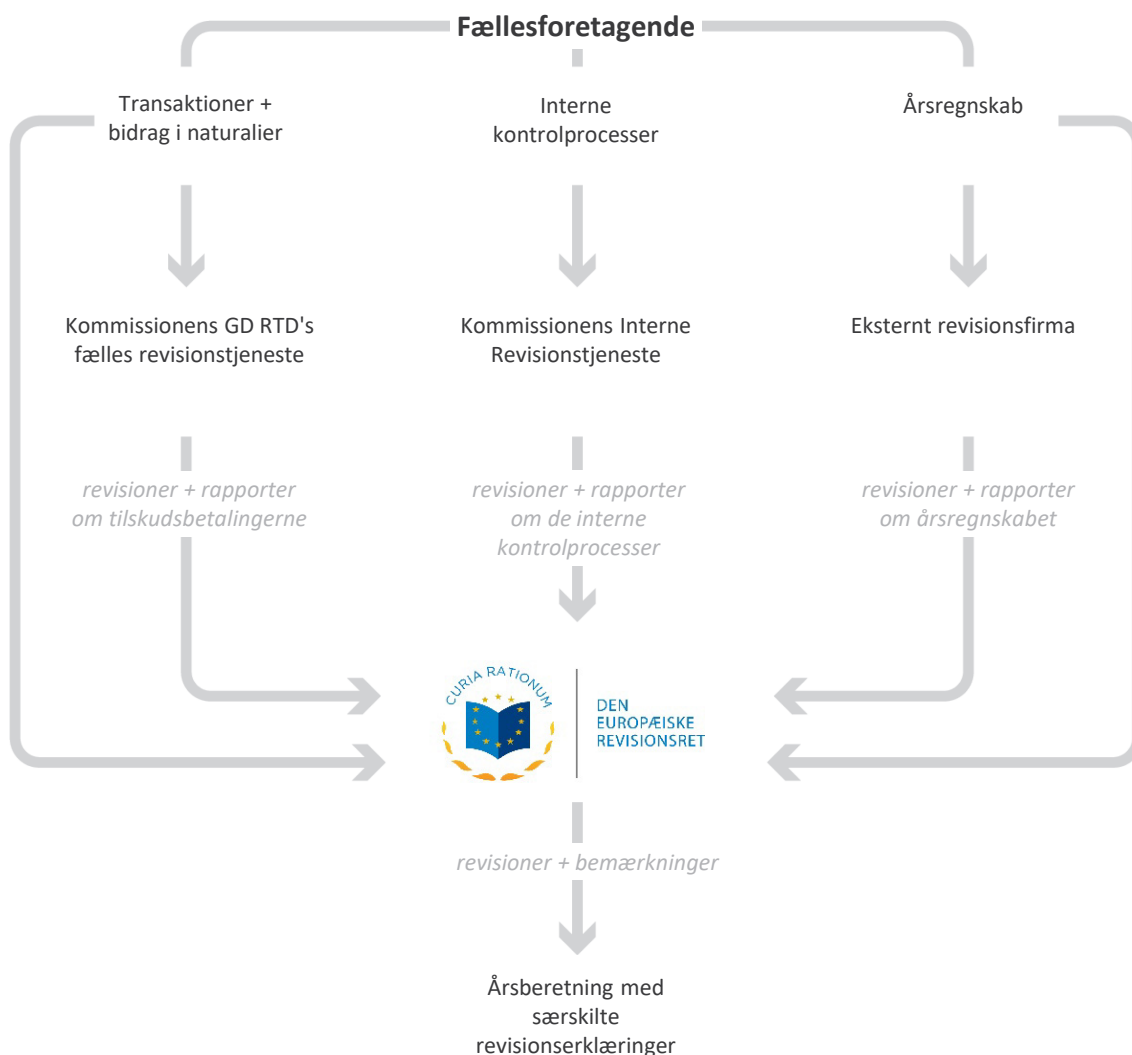 Fællesforetagende
Transaktioner +
bidrag i naturalier
Interne
kontrolprocesser
Årsregnskab
Kommissionens GD RTD's
fælles revisionstjeneste
Kommissionens Interne
Revisionstjeneste
Eksternt revisionsfirma
revisioner + rapporter
om tilskudsbetalingerne
revisioner + rapporter
om de interne
kontrolprocesser
revisioner + rapporter
om årsregnskabet
CURIA RATIONUM
DEN
EUROPÆISKE
REVISIONSRET
revisioner + bemærkninger
Årsberetning med
særskilte
revisionserklæringer